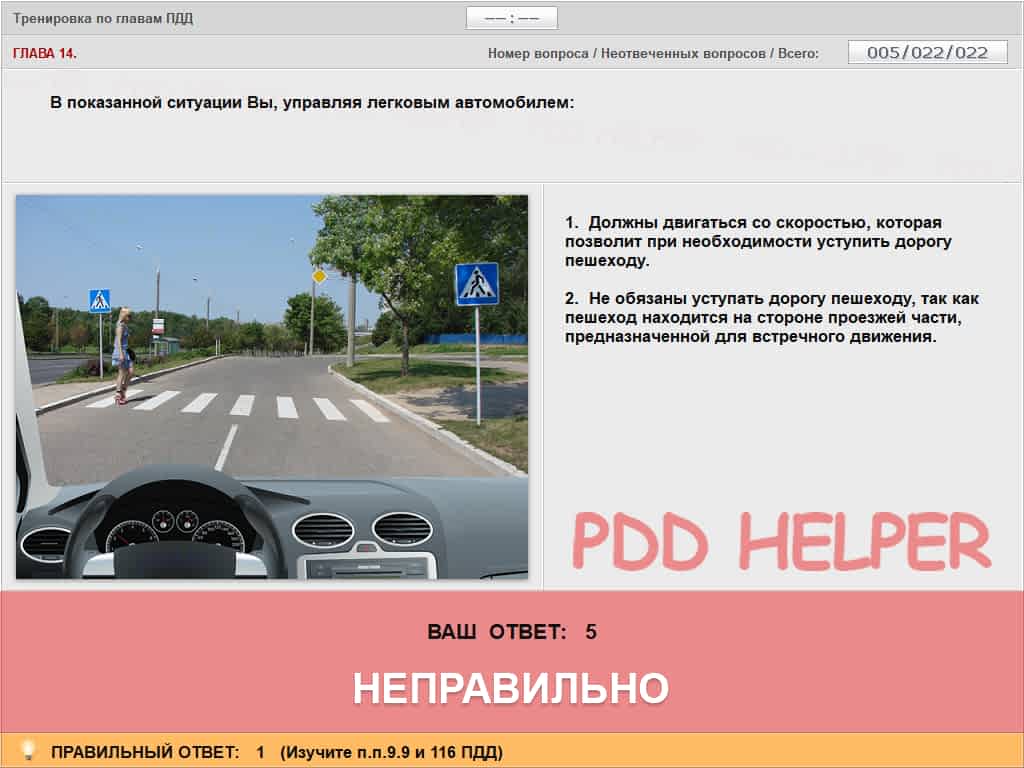 Тренировка по главам ПДД
—— : ——
ГЛАВА 14.
Номер вопроса / Неотвеченных вопросов / Всего:
005/022/022
В показанной ситуации Вы, управляя легковым автомобилем:
1. Должны двигаться со скоростью, которая
позволит при необходимости уступить дорогу
пешеходу.
2. Не обязаны уступать дорогу пешеходу, так как
пешеход находится на стороне проезжей части,
предназначенной для встречного движения.
PDD HELPER
ВАШ ОТВЕТ: 5
НЕПРАВИЛЬНО
ПРАВИЛЬНЫЙ ОТВЕТ: 1 (Изучите п.п.9.9 и 116 ПДД)